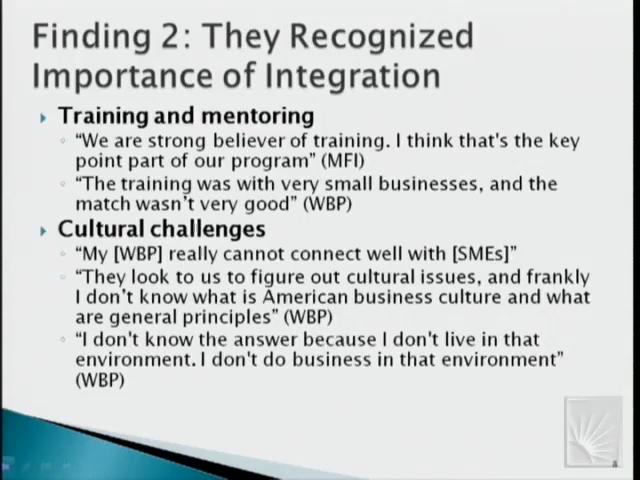 Finding 2: They Recognized
Importance of Integration
Training and mentoring
“We are strong believer of training. I think that's the key
point part of our program” (MFI)
“The training was with very small businesses, and the
match wasn’t very good” (WBP)
Cultural challenges
“My [WBP] really cannot connect well with [SMEs]”
“They look to us to figure out cultural issues, and frankly
I don’t know what is American business culture and what
are general principles” (WBP)
“I don't know the answer because I don't live in that
environment. I don't do business in that environment”
(WBP)